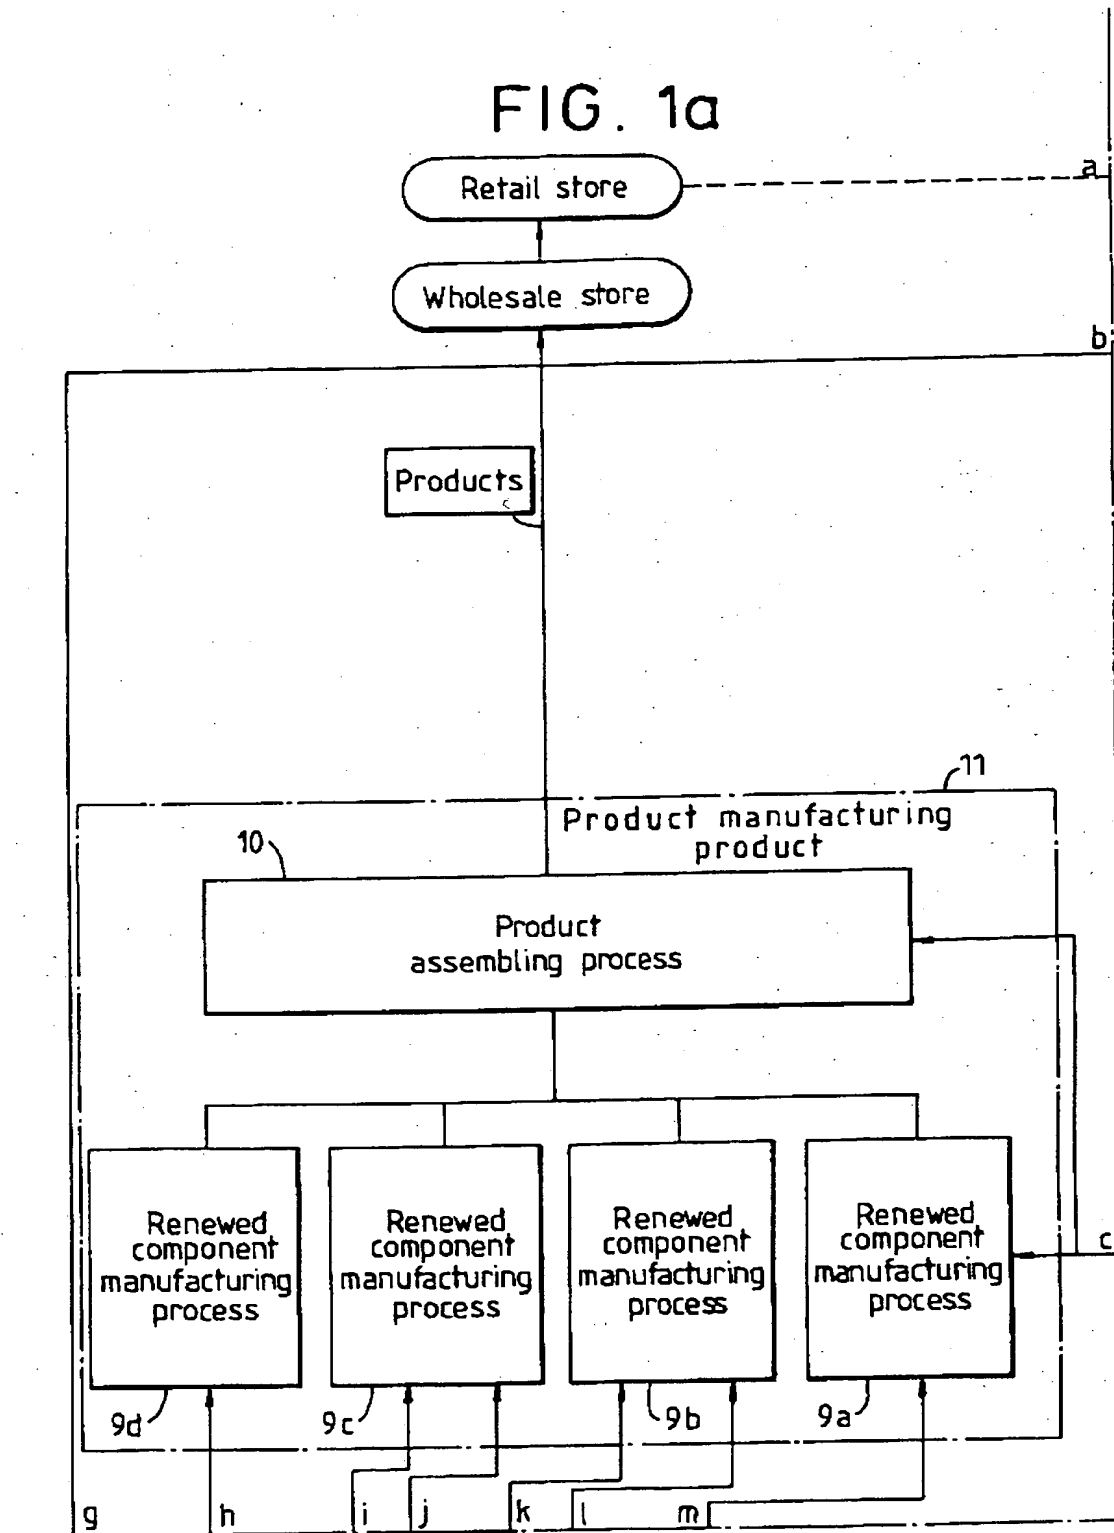 FIG. 1a
Retail store
a
Wholesale store
b
Products
11
Product manufacturing
product
10
Product
assembling process
Renewed
component
manufacturing
process
Renewed
component
manufacturing
process
Renewed
component
manufacturing
process
Renewed
component
manufacturing
process
c
9d
9c
9b
9a
g
h
i
j
k
l
m